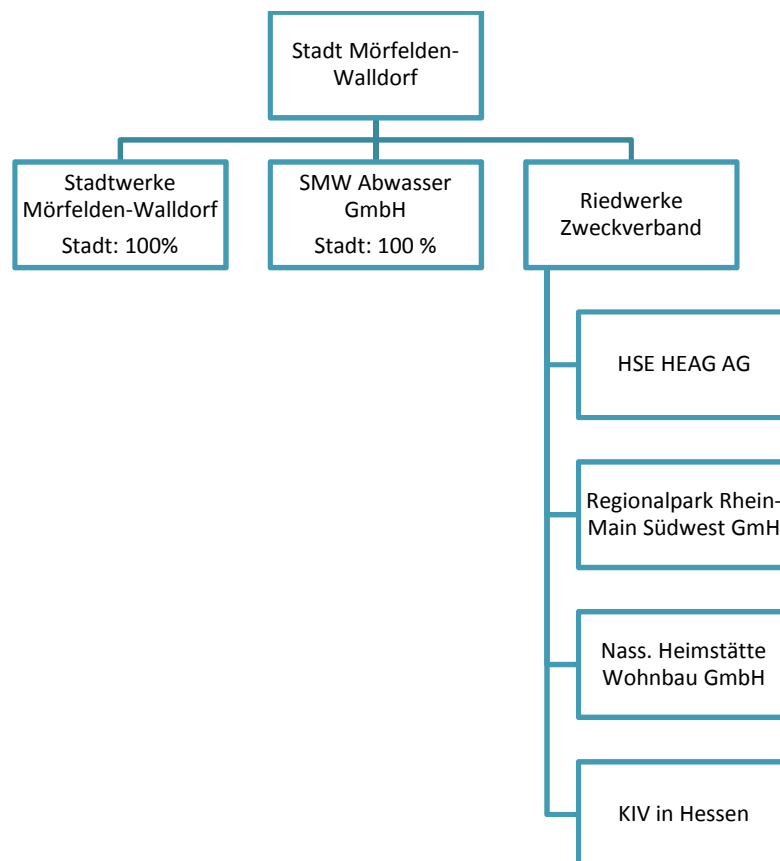 Stadt Mörfelden-
Walldorf
Stadtwerke
Mörfelden-Walldorf
Stadt: 100%
SMW Abwasser
GmbH
Stadt: 100 %
Riedwerke
Zweckverband
HSE HEAG AG
Regionalpark Rhein-
Main Südwest GmH
Nass. Heimstätte
Wohnbau GmbH
KIV in Hessen